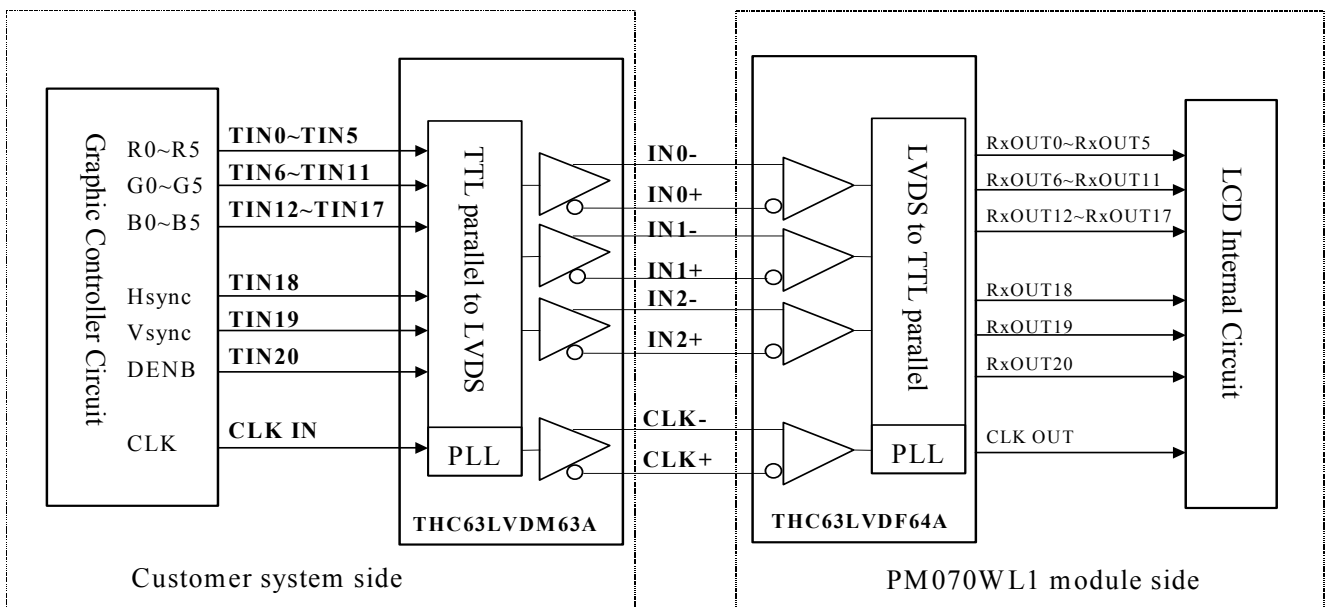 Graphic Controller Circuit
R0~R5
G0~G5
B0~B5
Hsync
Vsync
DENB
CLK
TIN0~TIN5
TIN6~TIN11
TIN12~TIN17
TIN18
TIN19
TIN20
CLK IN
TTL parallel to LVDS
PLL
THC63LVDM63A
Customer system side
IN0-
IN0+
IN1-
IN1+
IN2-
IN2+
CLK-
CLK+
LVDS to TTL parallel
PLL
THC63LVDF64A
RxOUT0~RxOUT5
RxOUT6~RxOUT11
RxOUT12~RxOUT17
RxOUT18
RxOUT19
RxOUT20
CLK OUT
LCD Internal Circuit
PM070WL1 module side